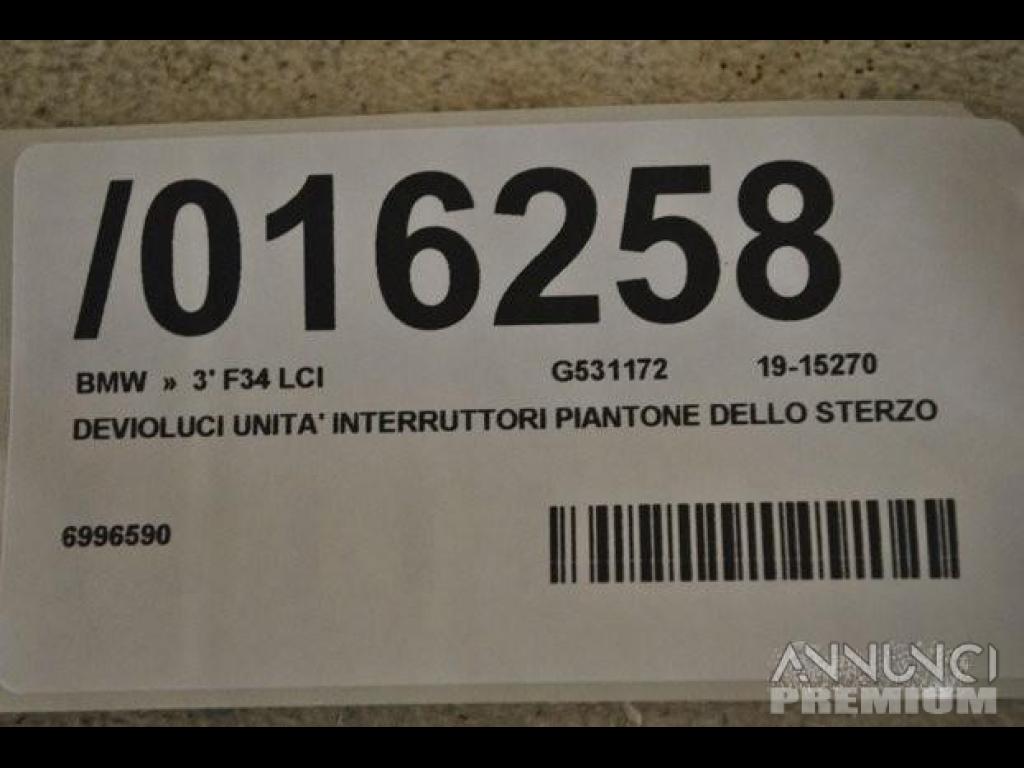 /016258
BMW » 3' F34 LCI G531172 19-15270
DEVIOLUCI UNITA' INTERRUTTORI PIANTONE DELLO STERZO
6996590
ANNUNCI
PREMIUM